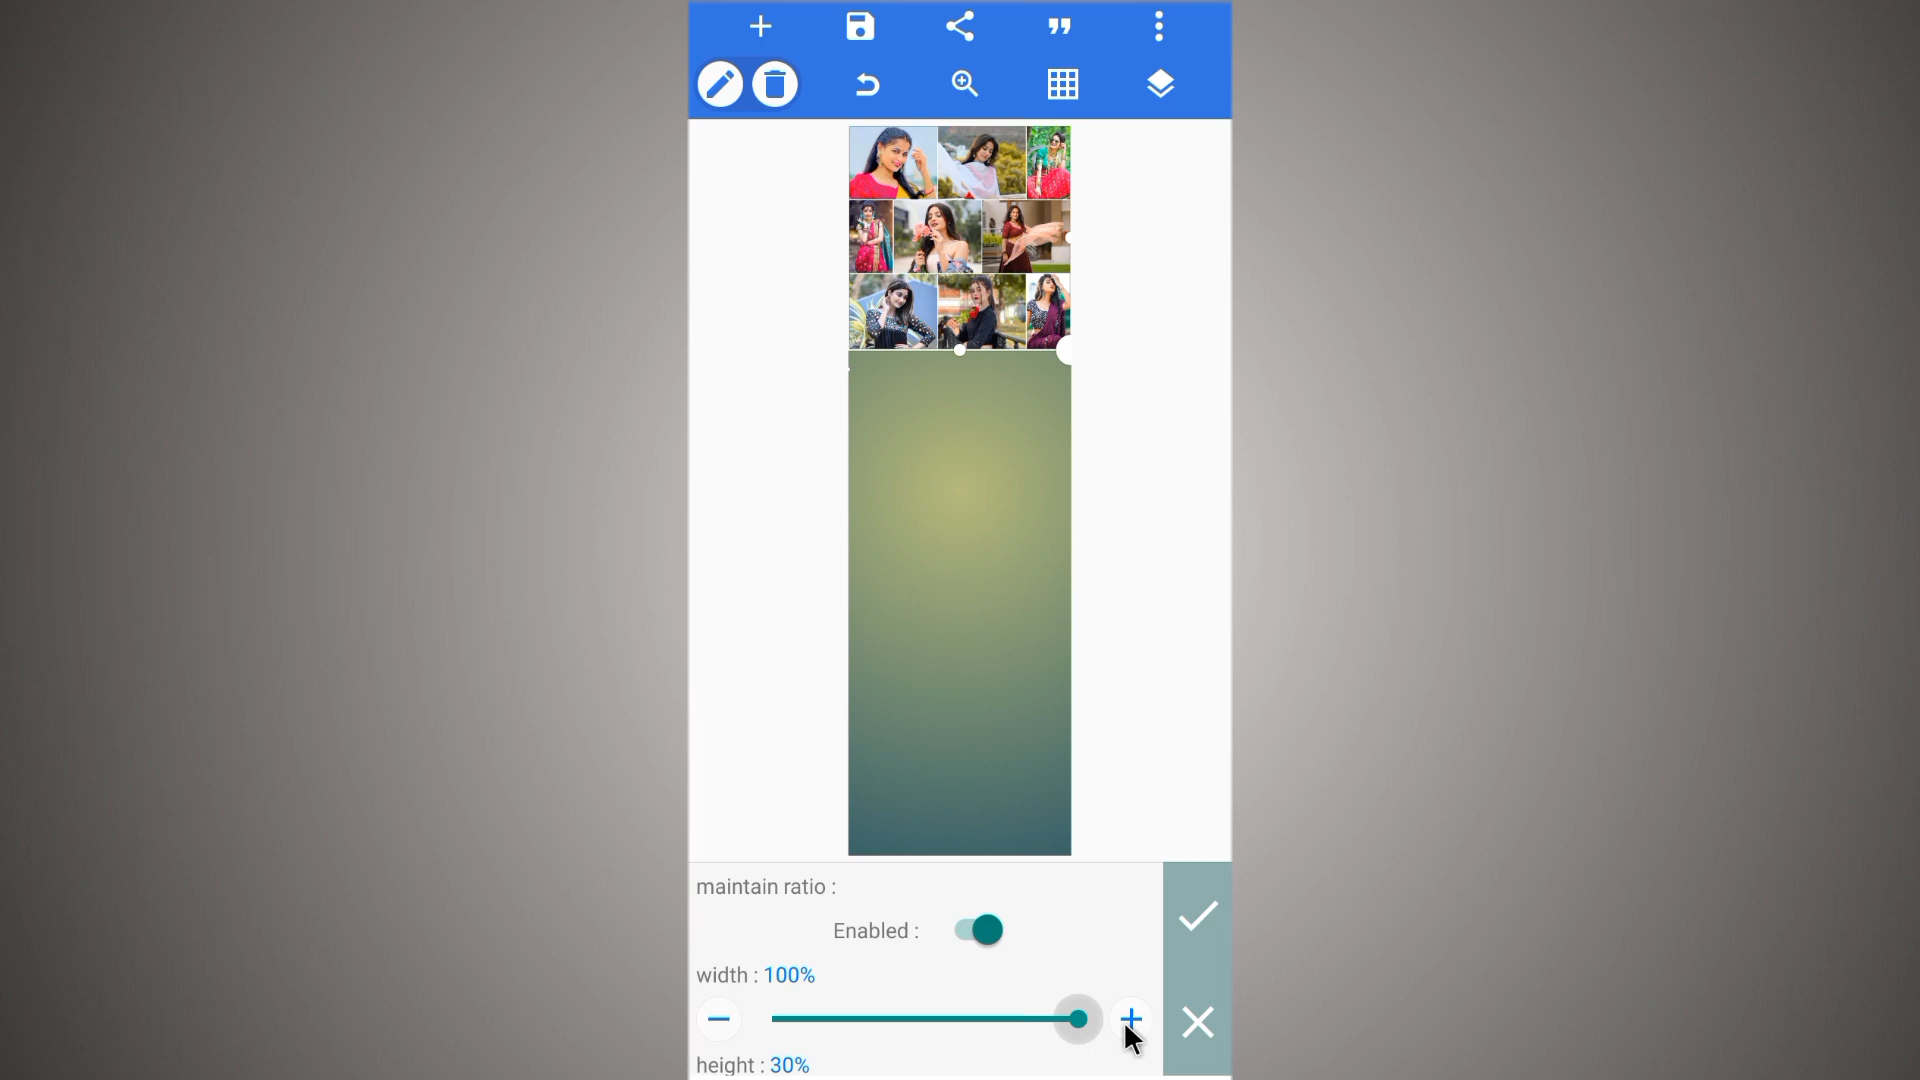 maintain ratio :
Enabled :
width : 100%
height : 30%